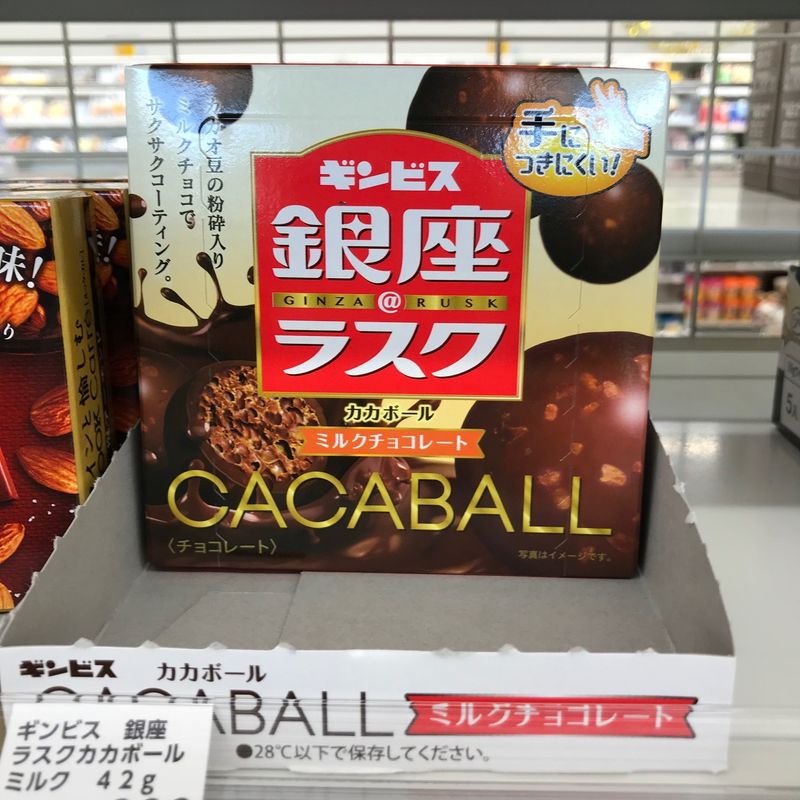 カカオ豆の粉砕入り
ミルクチョコで
サクサクコーティング。
手に
つきにくい!
ギンビス
銀座
GINZA @ RUSK
ラスク
カカボール
ミルクチョコレート
CACABALL
〈チョコレート〉
写真はイメージです。
味!
り
ギンビス カカボール
CACABALL ミルクチョコレート
●28℃以下で保存してください。
ギンビス 銀座
ラスクカカボール
ミルク 42g